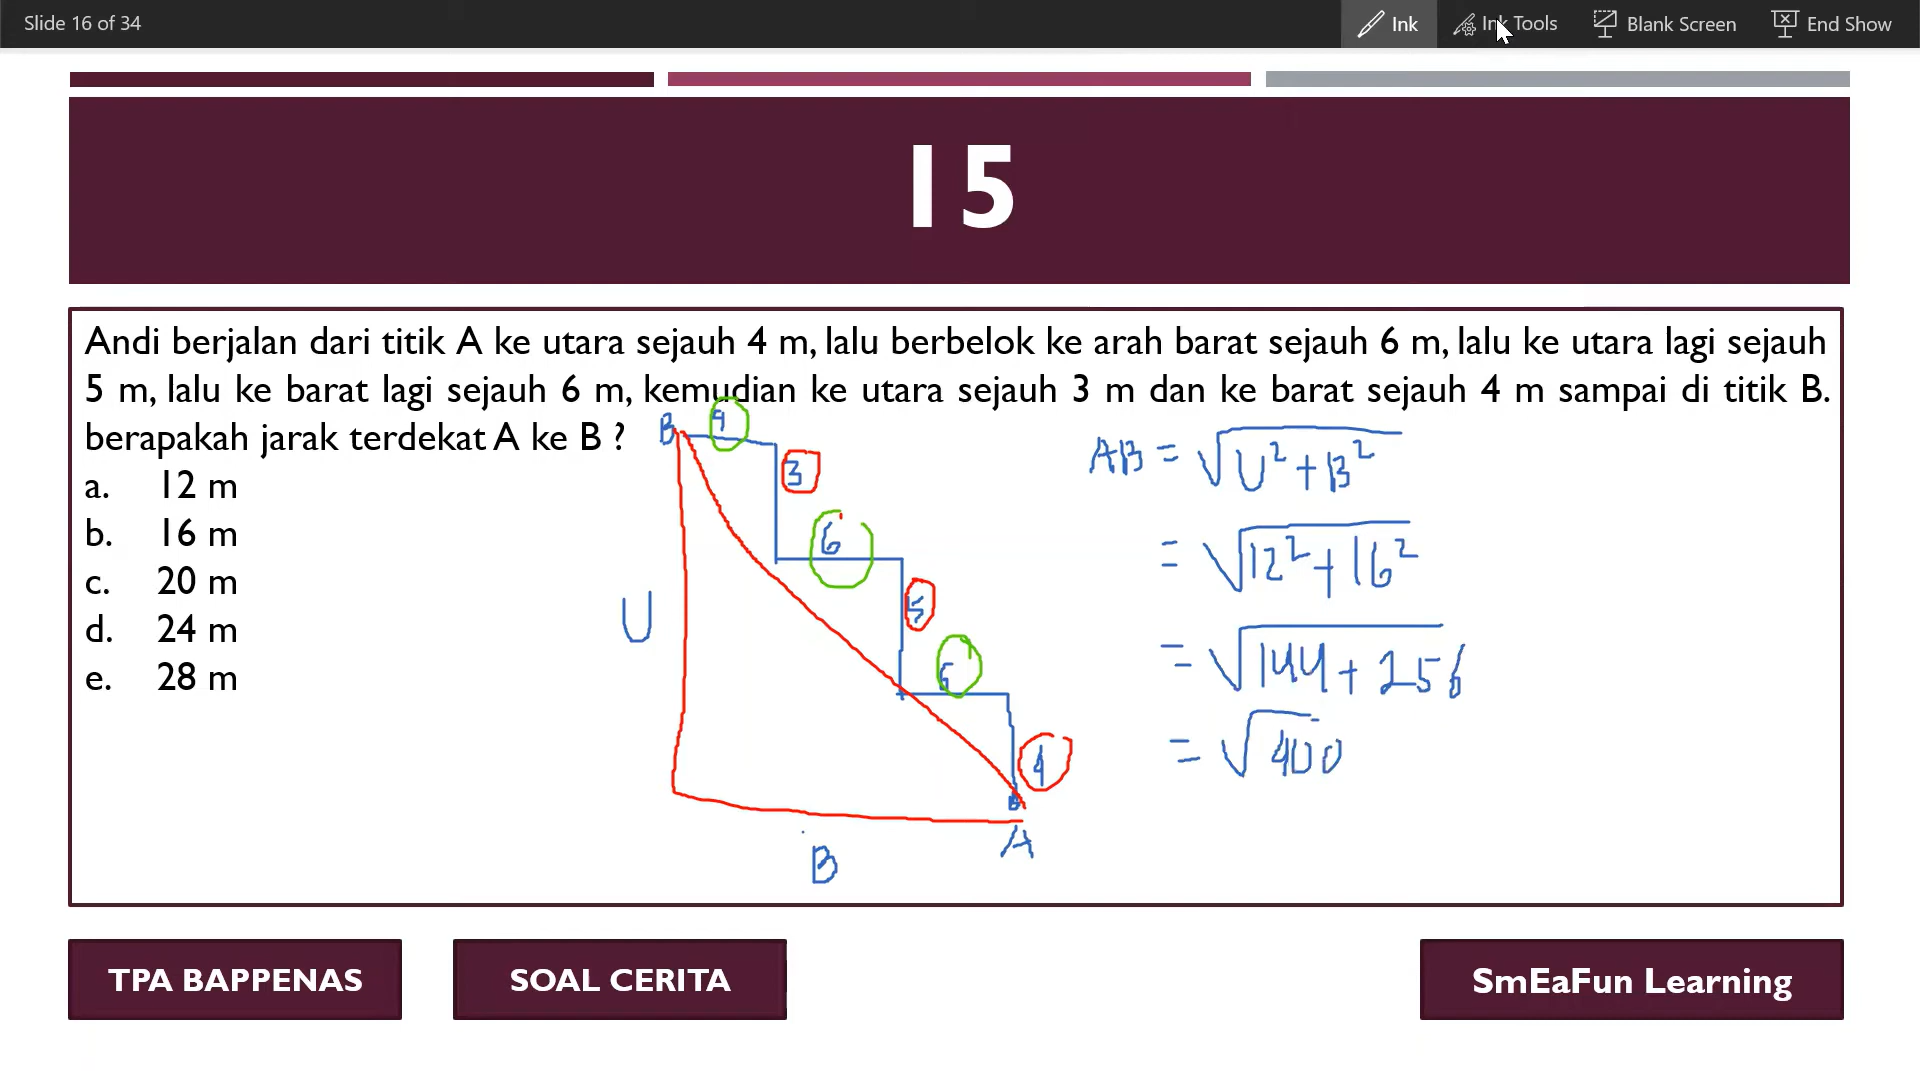 Slide 16 of 34
Ink
Ink Tools
Blank Screen
End Show
15
Andi berjalan dari titik A ke utara sejauh 4 m, lalu berbelok ke arah barat sejauh 6 m, lalu ke utara lagi sejauh
5 m, lalu ke barat lagi sejauh 6 m, kemudian ke utara sejauh 3 m dan ke barat sejauh 4 m sampai di titik B.
berapakah jarak terdekat A ke B ?
a. 12 m
b. 16 m
c. 20 m
d. 24 m
e. 28 m
B
4
3
6
5
6
4
U
B
A
AB = √U² + B²
= √12² + 16²
= √144 + 256
= √400
TPA BAPPENAS
SOAL CERITA
SmEaFun Learning